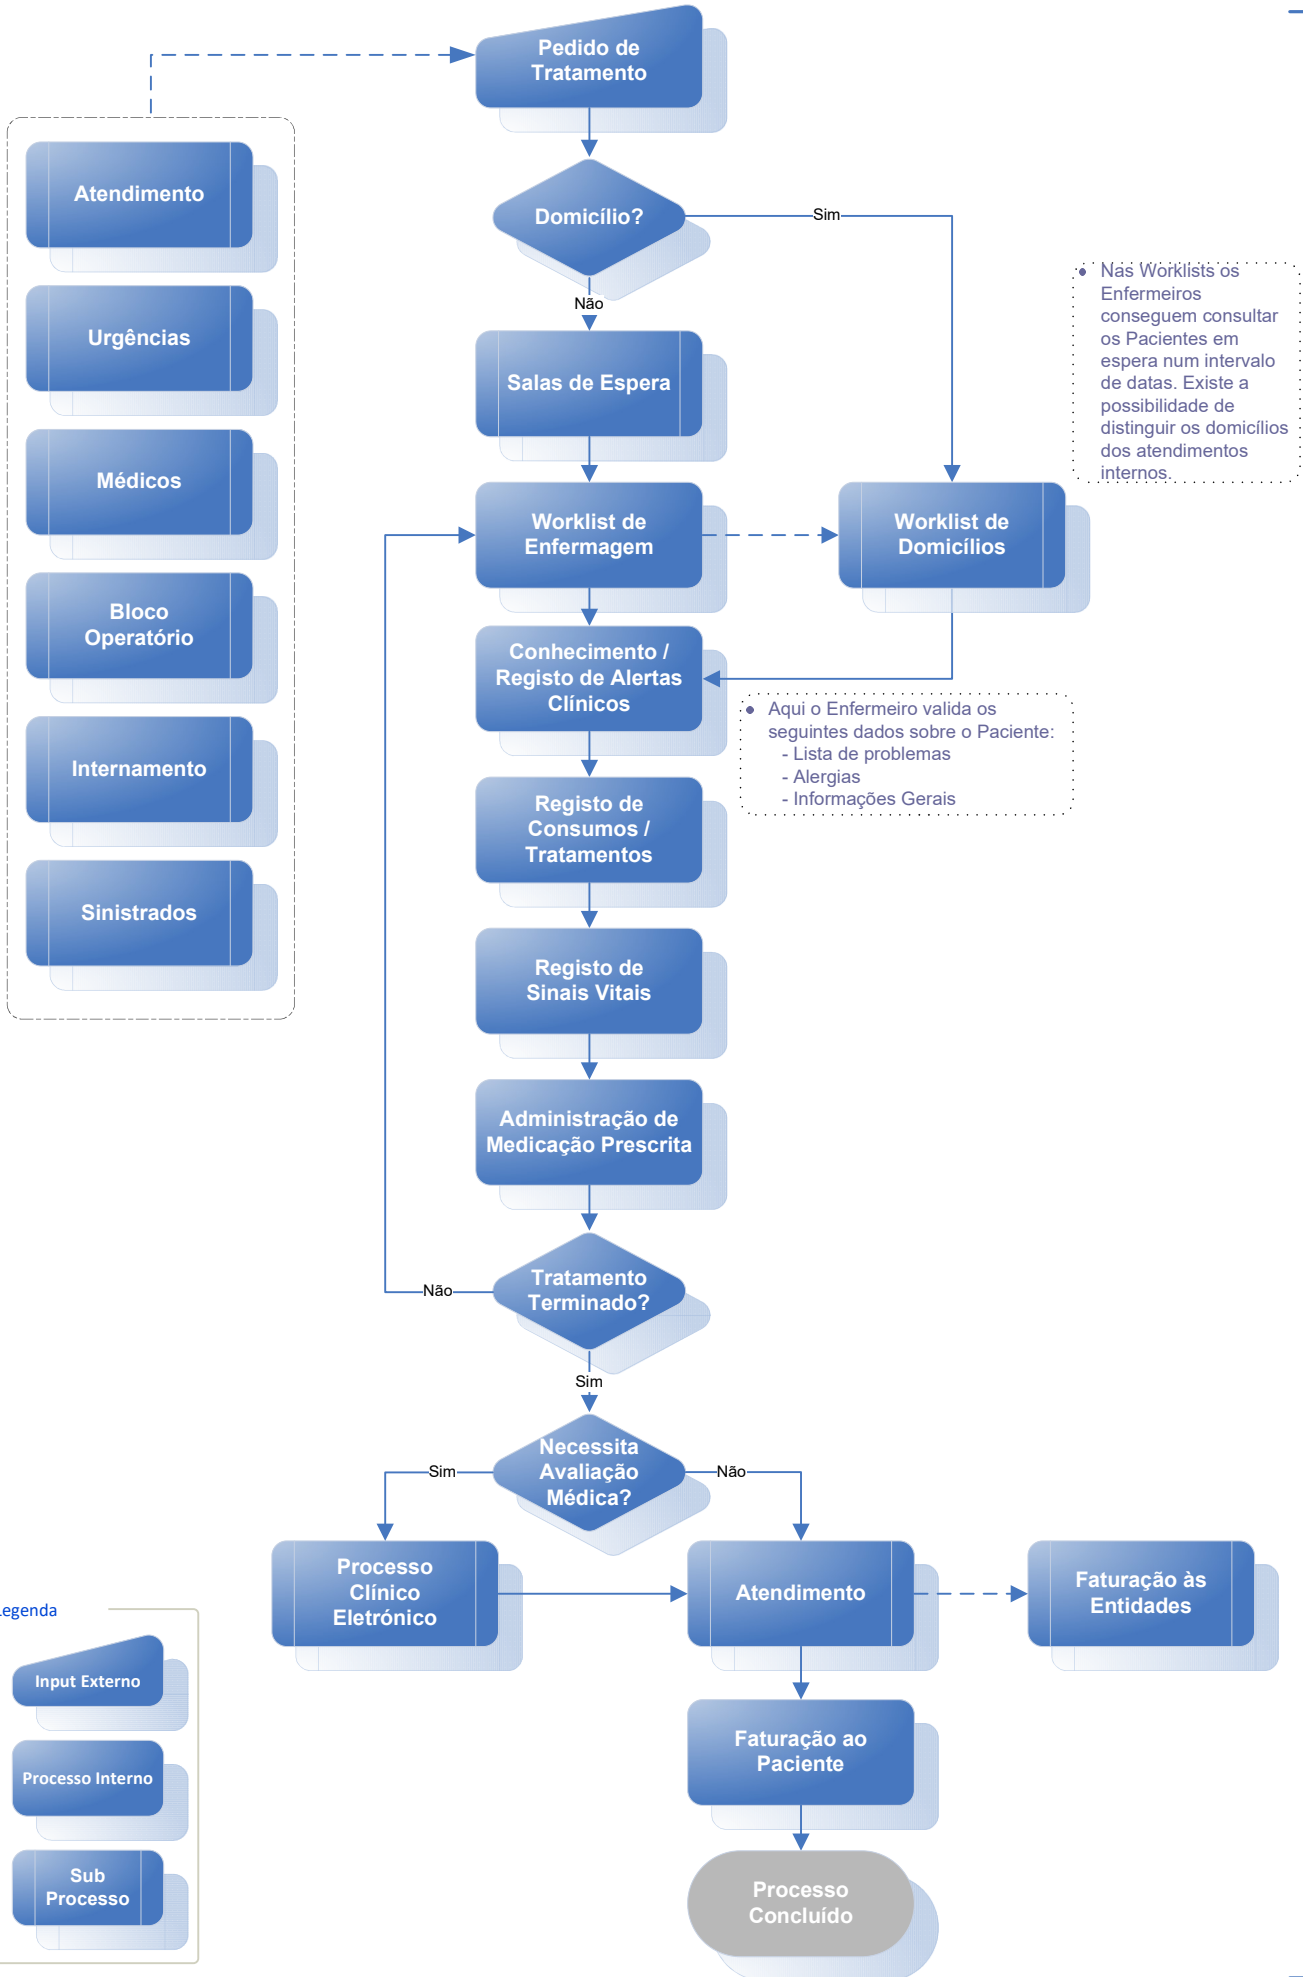 Pedido de
Tratamento
Atendimento
Urgências
Médicos
Bloco
Operatório
Internamento
Sinistrados
Domicílio?
Sim
Não
Salas de Espera
Nas Worklists os
Enfermeiros
conseguem consultar
os Pacientes em
espera num intervalo
de datas. Existe a
possibilidade de
distinguir os domicílios
dos atendimentos
internos.
Worklist de
Enfermagem
Worklist de
Domicílios
Conhecimento /
Registo de Alertas
Clínicos
Aqui o Enfermeiro valida os
seguintes dados sobre o Paciente:
- Lista de problemas
- Alergias
- Informações Gerais
Registo de
Consumos /
Tratamentos
Registo de
Sinais Vitais
Administração de
Medicação Prescrita
Tratamento
Terminado?
Não
Sim
Necessita
Avaliação
Médica?
Sim
Não
Processo
Clínico
Eletrónico
Atendimento
Faturação às
Entidades
Faturação ao
Paciente
Processo
Concluído
Legenda
Input Externo
Processo Interno
Sub
Processo